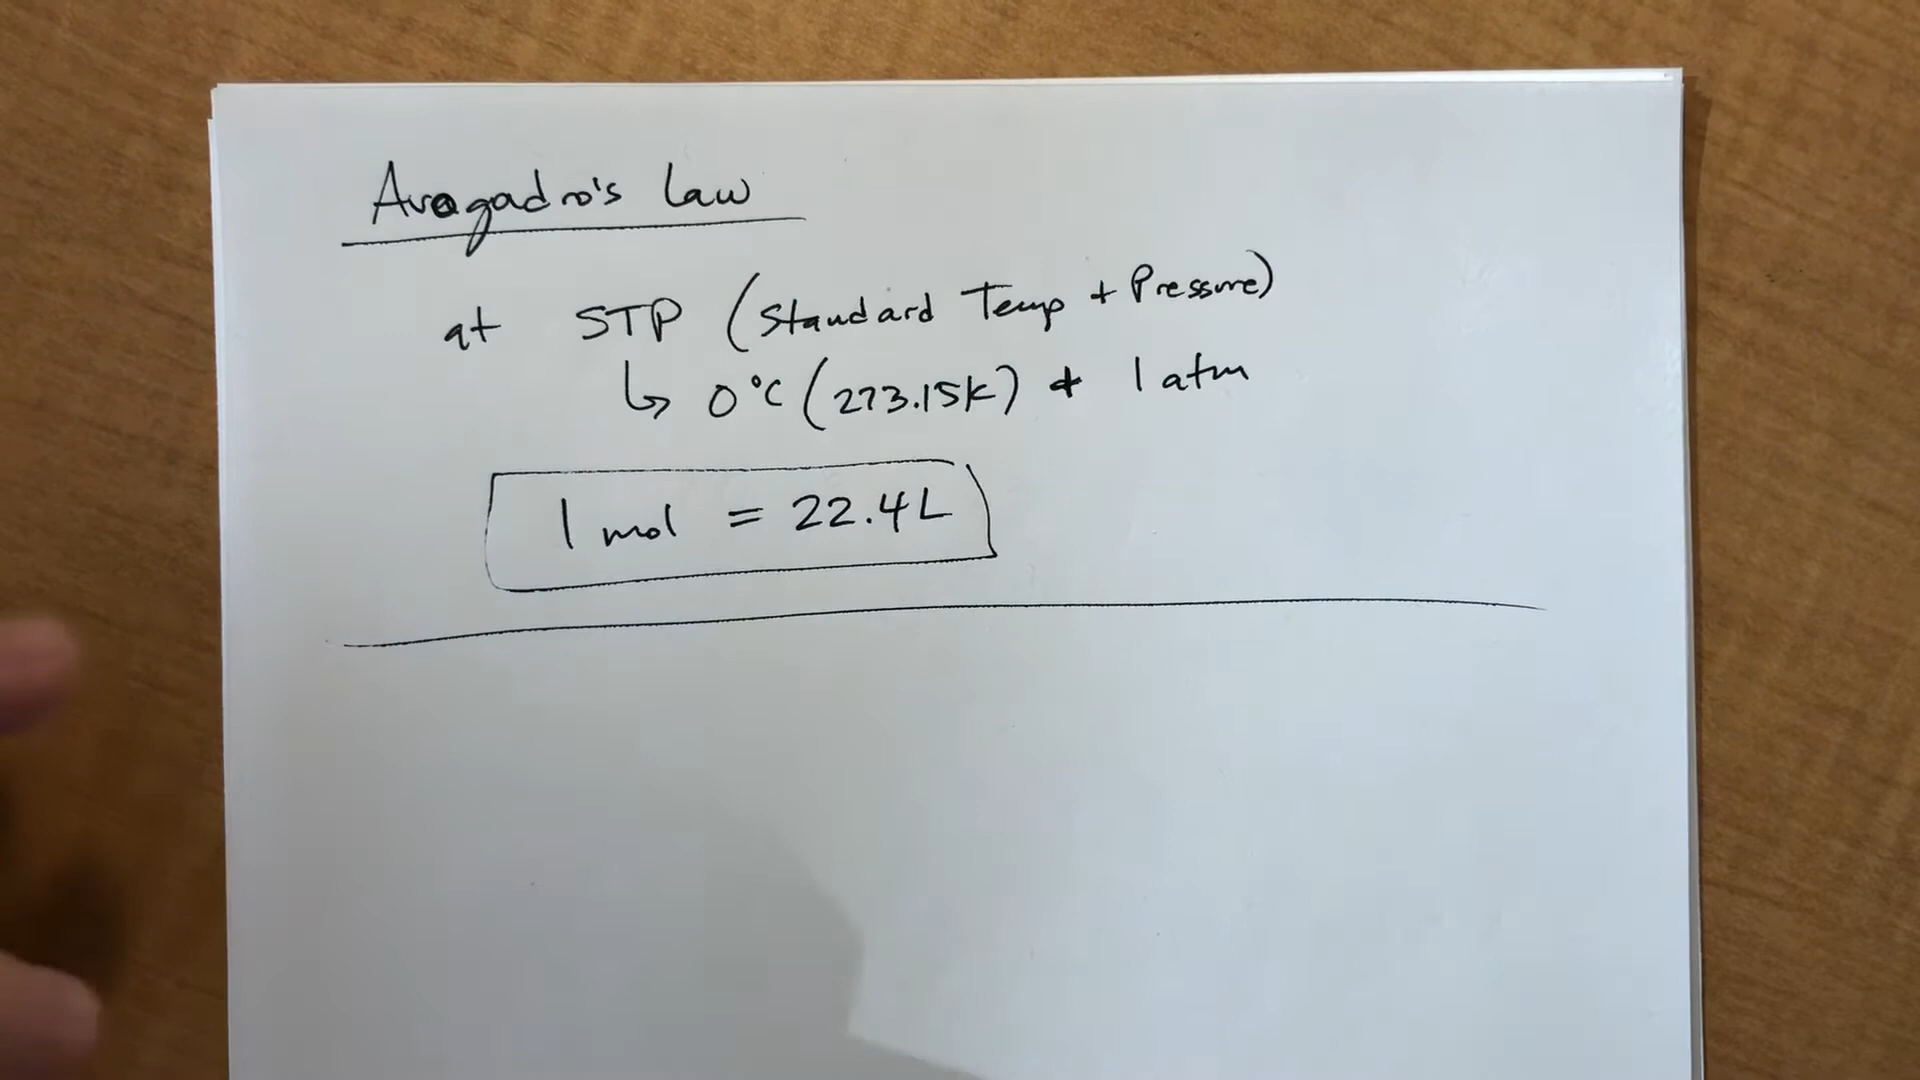 Avogadro's Law
at STP (Standard Temp + Pressure)
↳ 0°C (273.15K) + 1 atm
1 mol = 22.4L